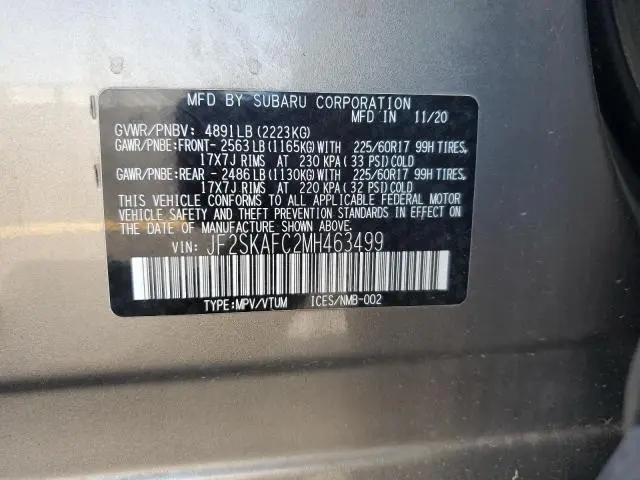 MFD BY SUBARU CORPORATION
MFD IN 11/20
GVWR/PNBV: 4891LB(2223KG)
GAWR/PNBE:FRONT- 2563LB(1165KG)WITH 225/60R17 99H TIRES,
17X7J RIMS AT 230 KPA(33 PSI)COLD
GAWR/PNBE:REAR - 2486LB(1130KG)WITH 225/60R17 99H TIRES,
17X7J RIMS AT 220 KPA(32 PSI)COLD
THIS VEHICLE CONFORMS TO ALL APPLICABLE FEDERAL MOTOR
VEHICLE SAFETY AND THEFT PREVENTION STANDARDS IN EFFECT ON
THE DATE OF MANUFACTURE SHOWN ABOVE.
VIN: JF2SKAFC2MH463499
TYPE:MPV/VTUM ICES/NMB-002